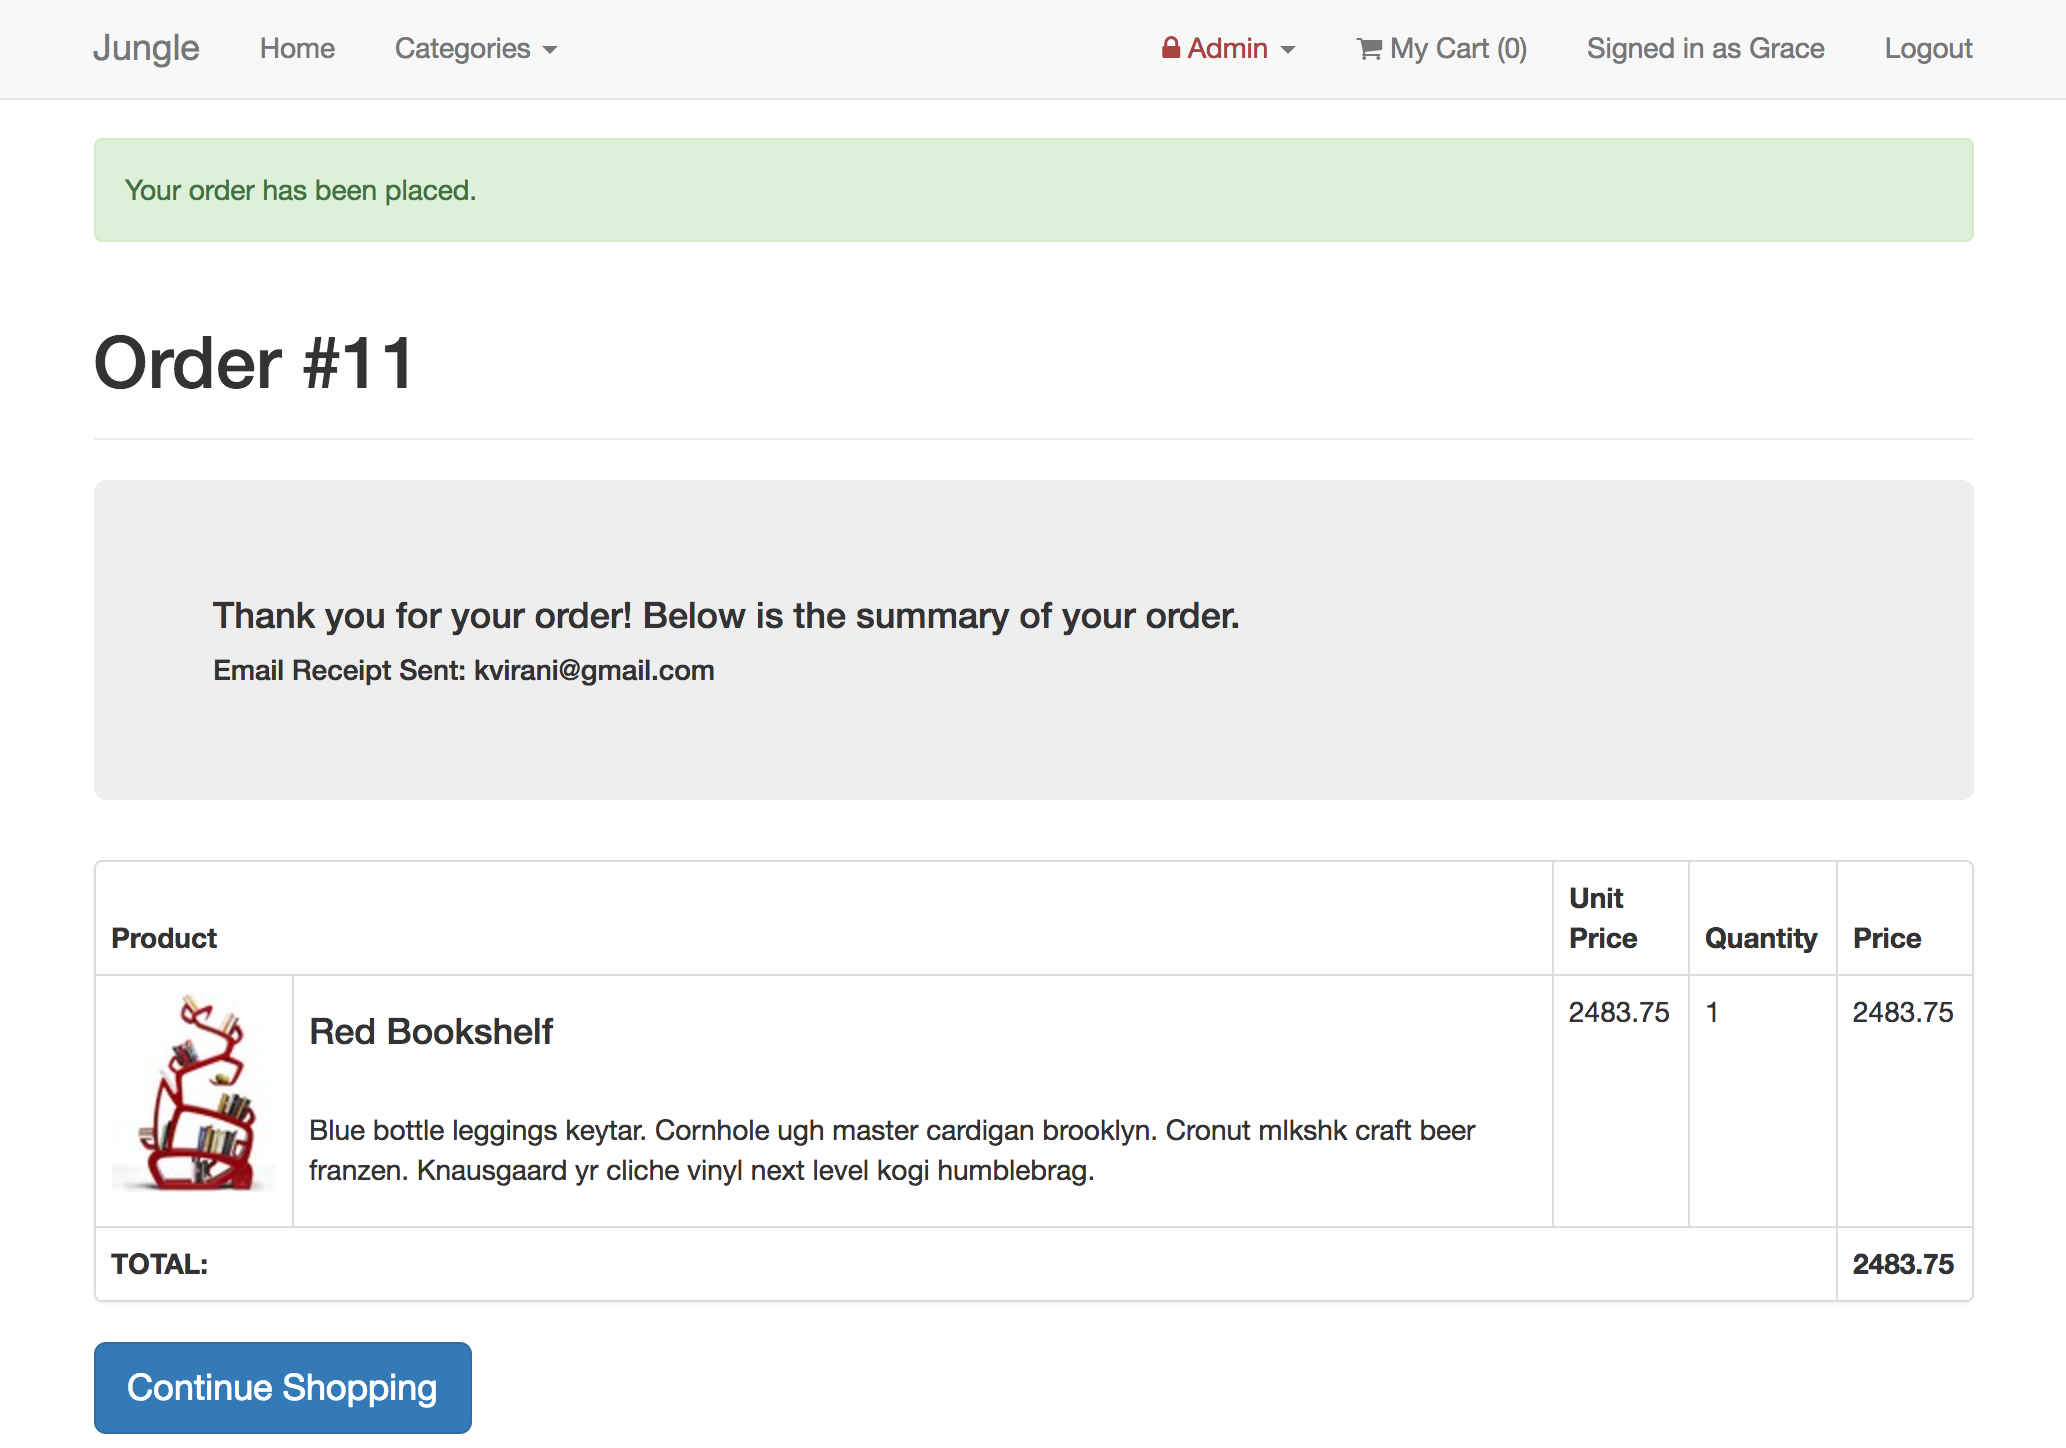 Jungle Home Categories Admin My Cart (0) Signed in as Grace Logout
Your order has been placed.
Order #11
Thank you for your order! Below is the summary of your order.
Email Receipt Sent: kvirani@gmail.com
Product Unit Price Quantity Price
Red Bookshelf 2483.75 1 2483.75
Blue bottle leggings keytar. Cornhole ugh master cardigan brooklyn. Cronut mlkshk craft beer
franzen. Knausgaard yr cliche vinyl next level kogi humblebrag.
TOTAL: 2483.75
Continue Shopping